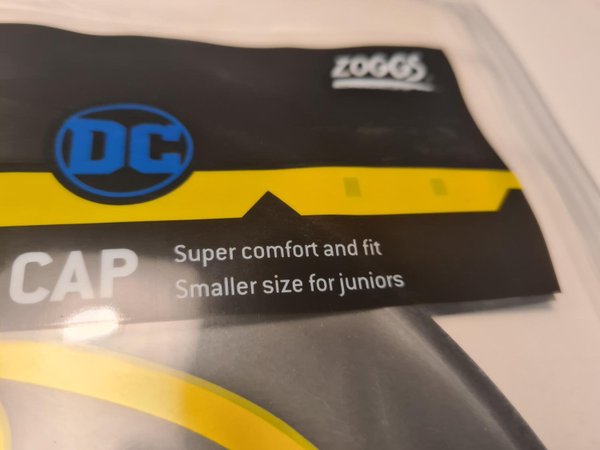 ZOGGS
DC
CAP
Super comfort and fit
Smaller size for juniors